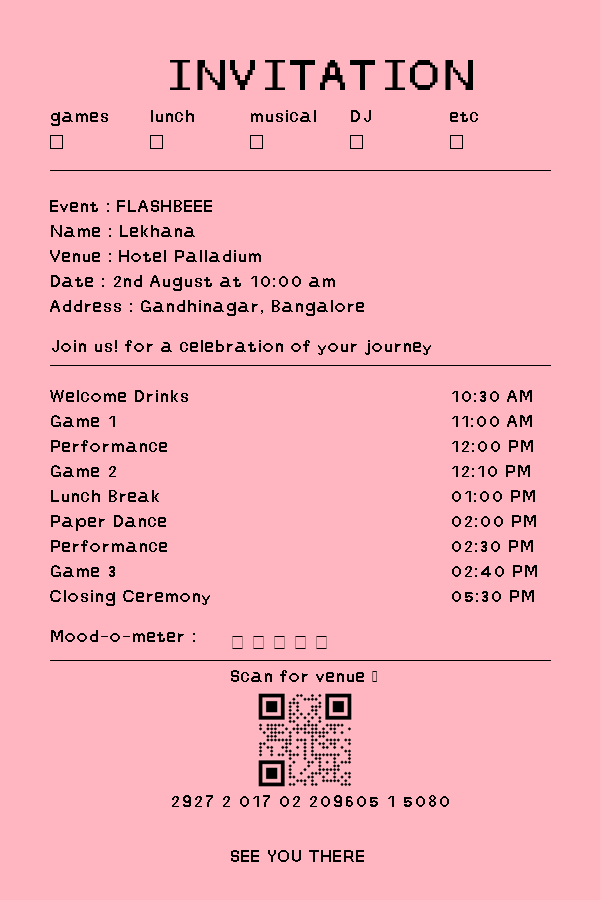 INVITATION
games lunch musical DJ etc
Event : FLASHBEEE
Name : Lekhana
Venue : Hotel Palladium
Date : 2nd August at 10:00 am
Address : Gandhinagar, Bangalore
Join us! for a celebration of your journey
Welcome Drinks 10:30 AM
Game 1 11:00 AM
Performance 12:00 PM
Game 2 12:10 PM
Lunch Break 01:00 PM
Paper Dance 02:00 PM
Performance 02:30 PM
Game 3 02:40 PM
Closing Ceremony 05:30 PM
Mood-o-meter :
Scan for venue
2927 2 017 02 209605 1 5080
SEE YOU THERE